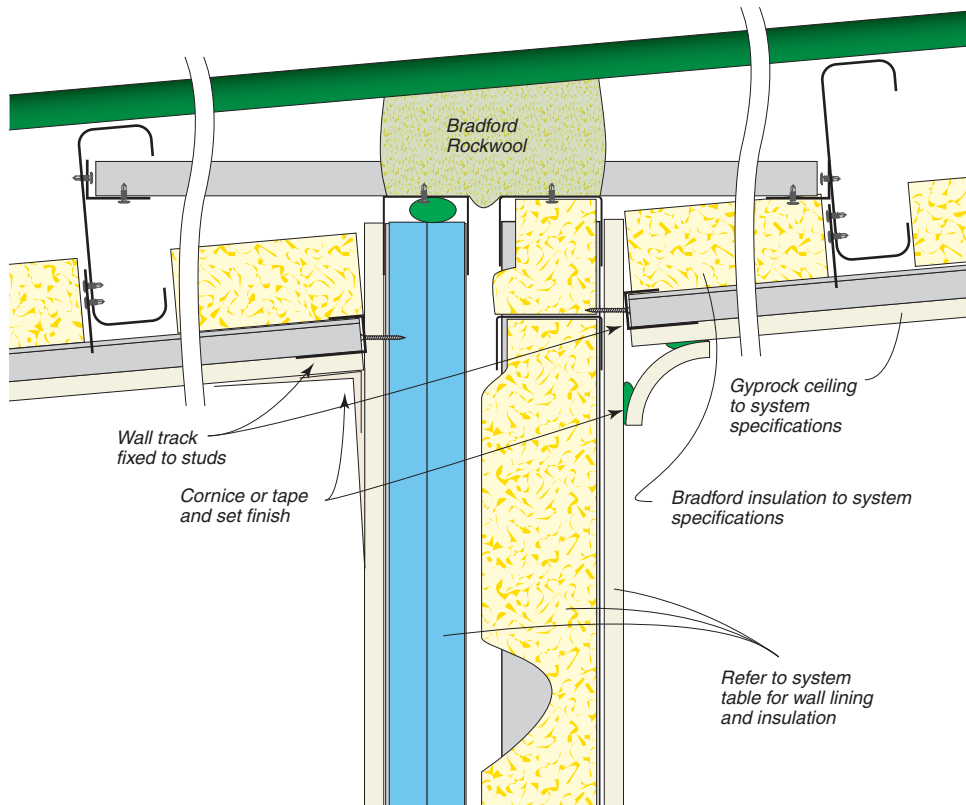 Bradford
Rockwool
Gyprock ceiling
to system
specifications
Wall track
fixed to studs
Cornice or tape
and set finish
Bradford insulation to system
specifications
Refer to system
table for wall lining
and insulation